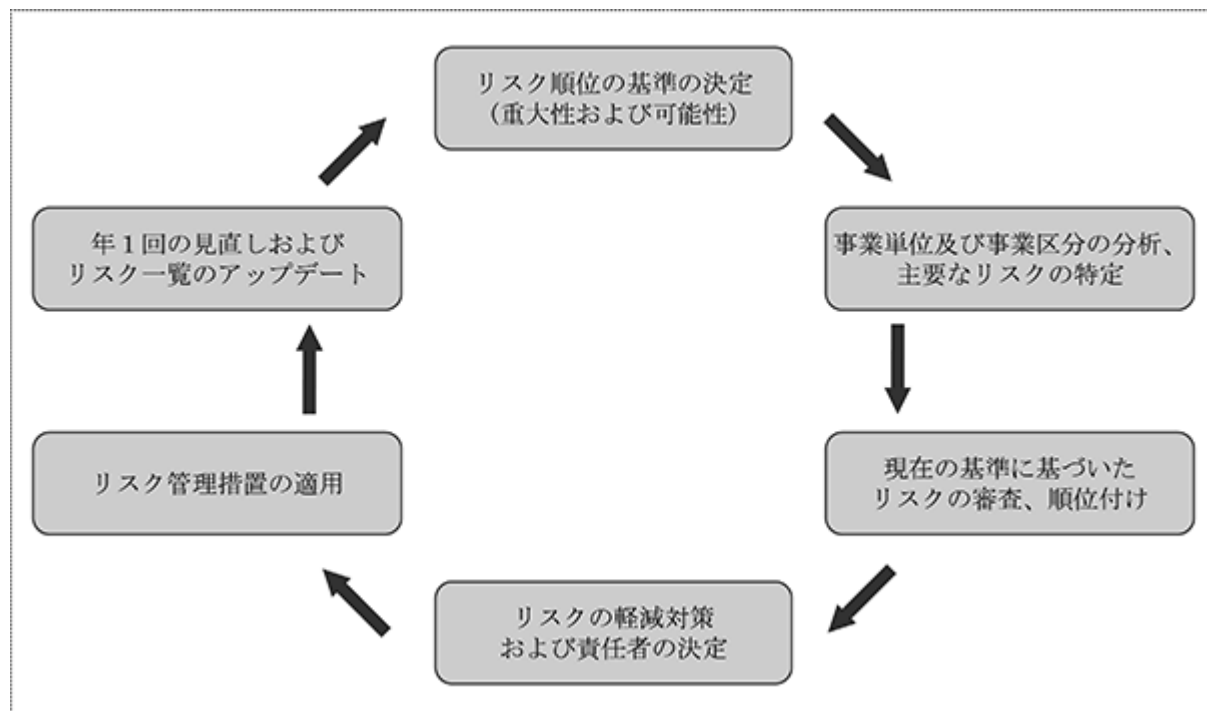 リスク順位の基準の決定
（重大性および可能性）
事業単位及び事業区分の分析、
主要なリスクの特定
現在の基準に基づいた
リスクの審査、順位付け
リスクの軽減対策
および責任者の決定
リスク管理措置の適用
年１回の見直しおよび
リスク一覧のアップデート